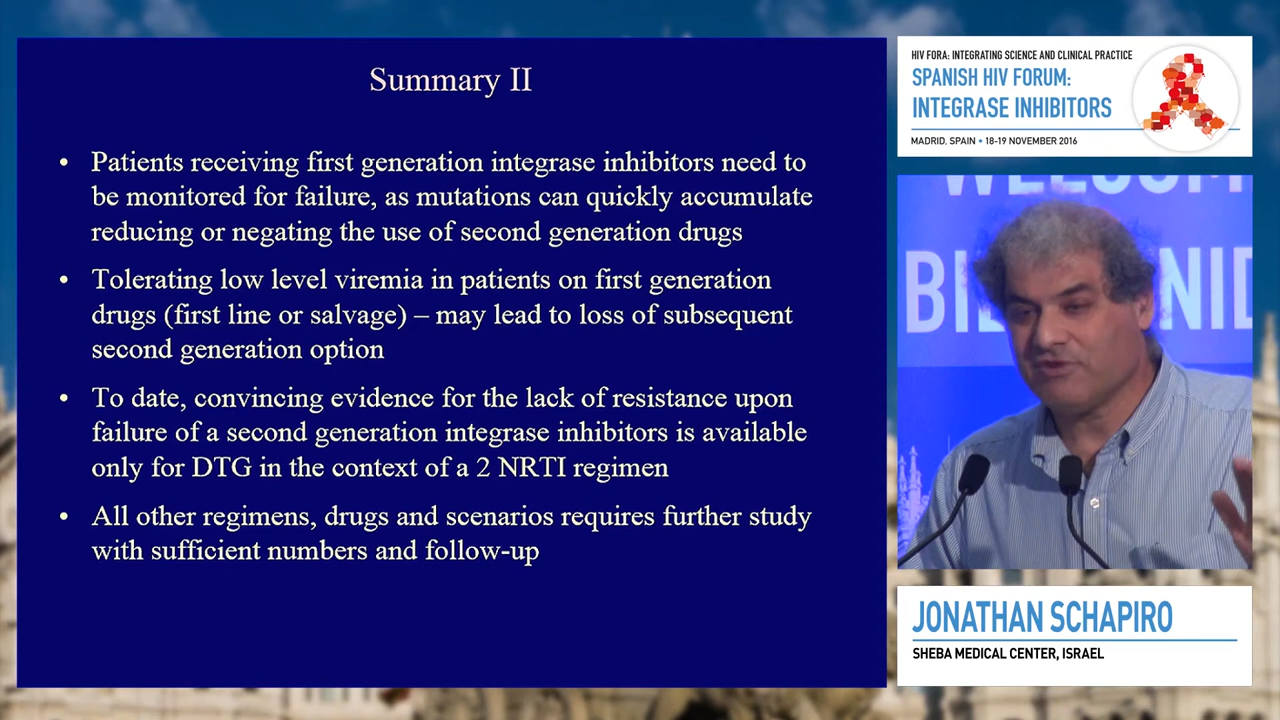 Summary II
• Patients receiving first generation integrase inhibitors need to
be monitored for failure, as mutations can quickly accumulate
reducing or negating the use of second generation drugs
• Tolerating low level viremia in patients on first generation
drugs (first line or salvage) – may lead to loss of subsequent
second generation option
• To date, convincing evidence for the lack of resistance upon
failure of a second generation integrase inhibitors is available
only for DTG in the context of a 2 NRTI regimen
• All other regimens, drugs and scenarios requires further study
with sufficient numbers and follow-up
HIV FORA: INTEGRATING SCIENCE AND CLINICAL PRACTICE
SPANISH HIV FORUM:
INTEGRASE INHIBITORS
MADRID, SPAIN • 18-19 NOVEMBER 2016
JONATHAN SCHAPIRO
SHEBA MEDICAL CENTER, ISRAEL